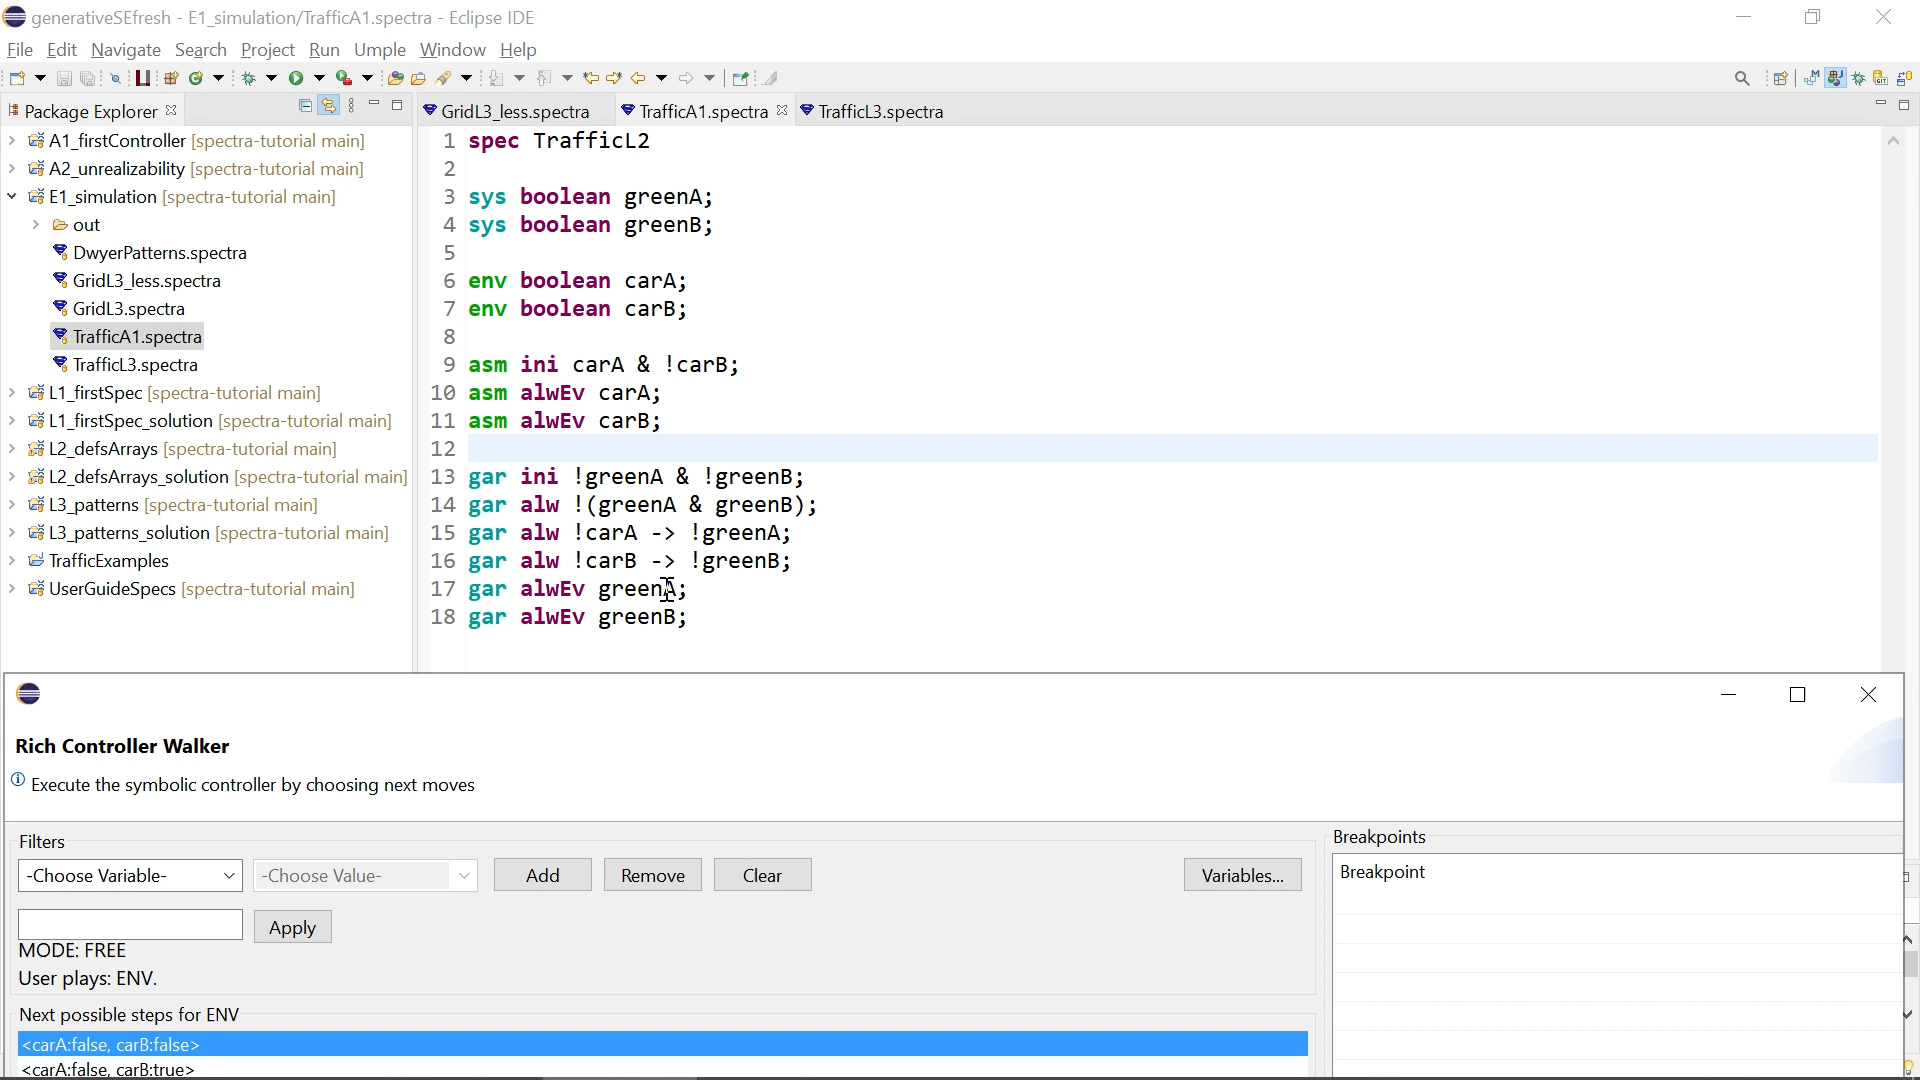 generativeSEfresh - E1_simulation/TrafficA1.spectra - Eclipse IDE
File Edit Navigate Search Project Run Umple Window Help
Package Explorer
GridL3_less.spectra TrafficA1.spectra TrafficL3.spectra
A1_firstController [spectra-tutorial main]
A2_unrealizability [spectra-tutorial main]
E1_simulation [spectra-tutorial main]
out
DwyerPatterns.spectra
GridL3_less.spectra
GridL3.spectra
TrafficA1.spectra
TrafficL3.spectra
L1_firstSpec [spectra-tutorial main]
L1_firstSpec_solution [spectra-tutorial main]
L2_defsArrays [spectra-tutorial main]
L2_defsArrays_solution [spectra-tutorial main]
L3_patterns [spectra-tutorial main]
L3_patterns_solution [spectra-tutorial main]
TrafficExamples
UserGuideSpecs [spectra-tutorial main]
1 spec TrafficL2
2
3 sys boolean greenA;
4 sys boolean greenB;
5
6 env boolean carA;
7 env boolean carB;
8
9 asm ini carA & !carB;
10 asm alwEv carA;
11 asm alwEv carB;
12
13 gar ini !greenA & !greenB;
14 gar alw !(greenA & greenB);
15 gar alw !carA -> !greenA;
16 gar alw !carB -> !greenB;
17 gar alwEv greenA;
18 gar alwEv greenB;
Rich Controller Walker
Execute the symbolic controller by choosing next moves
Filters
-Choose Variable- -Choose Value- Add Remove Clear Variables...
Apply
MODE: FREE
User plays: ENV.
Next possible steps for ENV
<carA:false, carB:false>
<carA:false, carB:true>
Breakpoints
Breakpoint